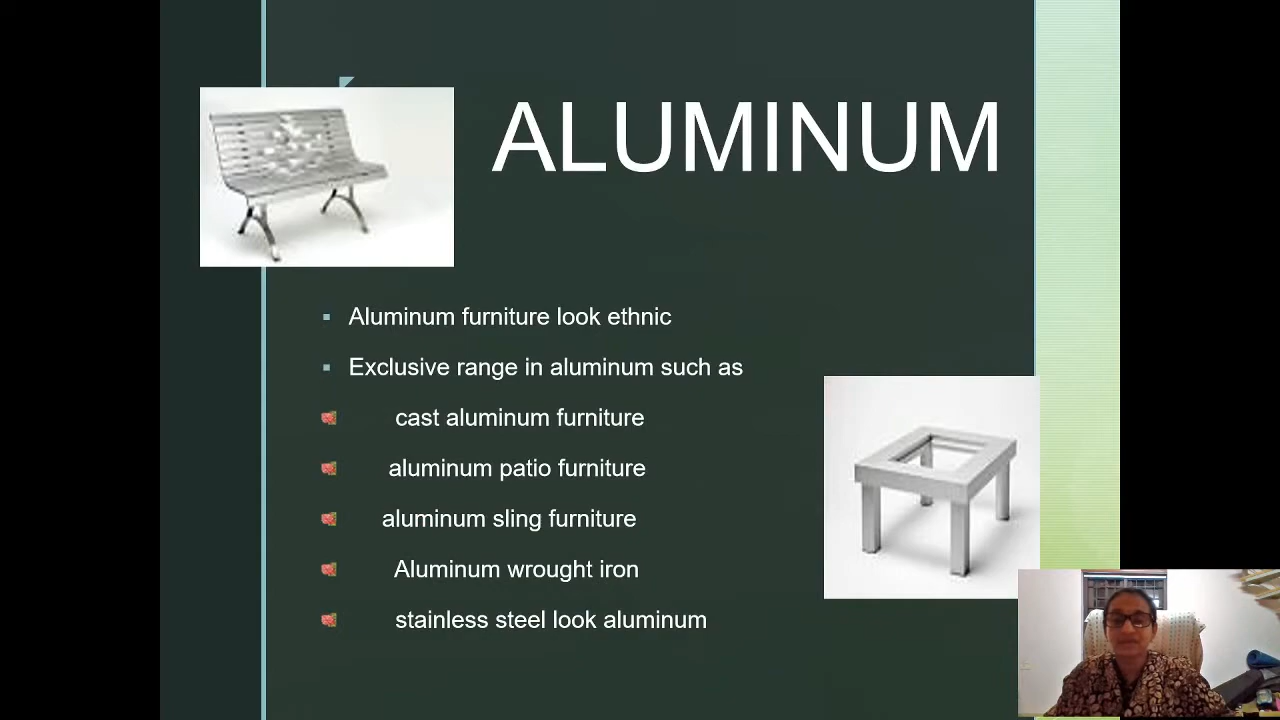 ALUMINUM
Aluminum furniture look ethnic
Exclusive range in aluminum such as
cast aluminum furniture
aluminum patio furniture
aluminum sling furniture
Aluminum wrought iron
stainless steel look aluminum